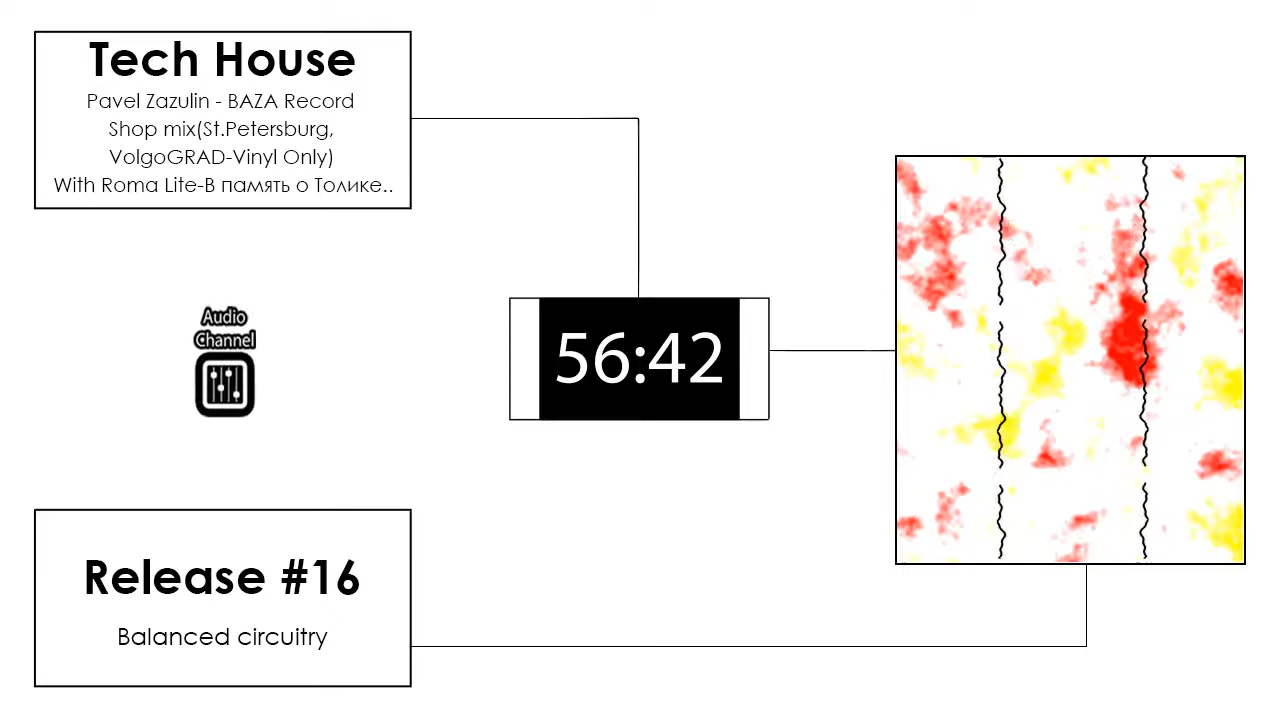 Tech House
Pavel Zazulin - BAZA Record
Shop mix(St.Petersburg,
VolgoGRAD-Vinyl Only)
With Roma Lite-В память о Толике..
Audio
Channel
56:42
Release #16
Balanced circuitry